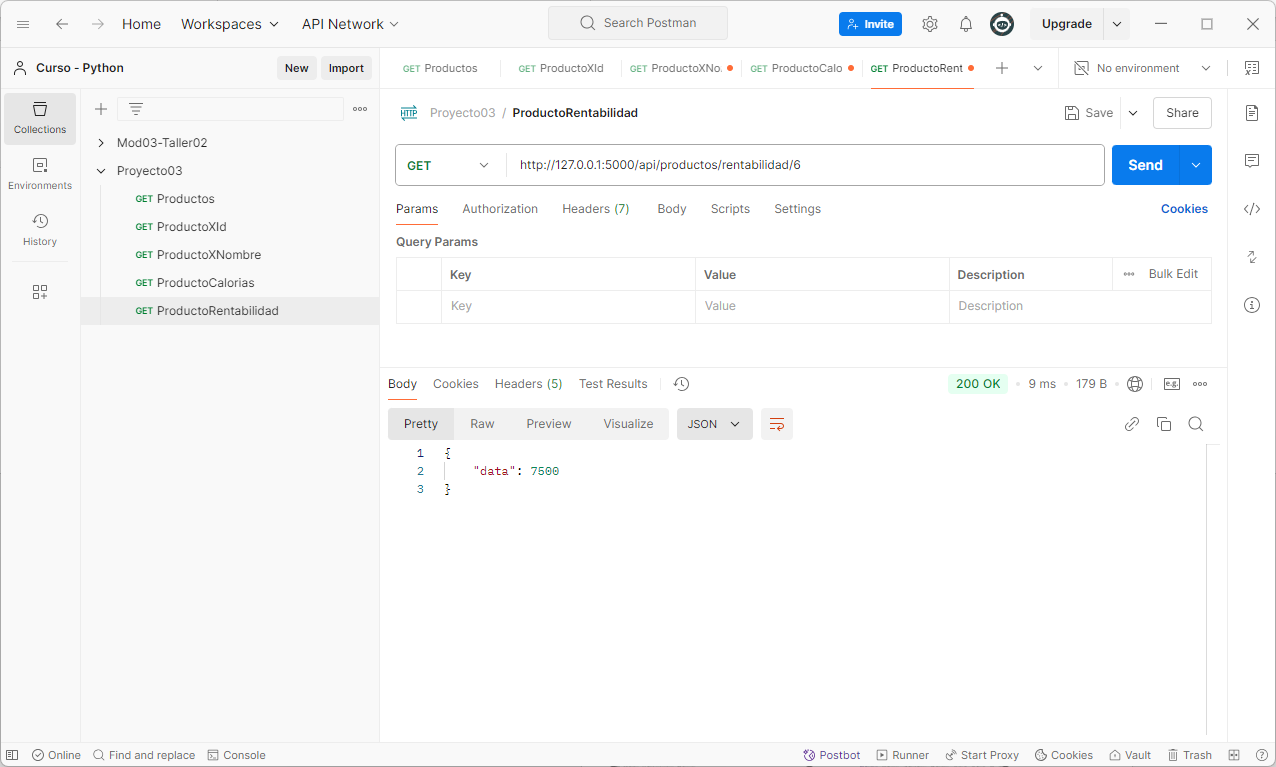 Home Workspaces API Network Search Postman Invite Upgrade
Curso - Python New Import
GET Productos GET ProductoXId GET ProductoXNo. GET ProductoCalo GET ProductoRent No environment
Collections
Environments
History
Mod03-Taller02
Proyecto03
GET Productos
GET ProductoXId
GET ProductoXNombre
GET ProductoCalorias
GET ProductoRentabilidad
HTTP Proyecto03 / ProductoRentabilidad Save Share
GET http://127.0.0.1:5000/api/productos/rentabilidad/6 Send
Params Authorization Headers (7) Body Scripts Settings Cookies
Query Params
Key Value Description Bulk Edit
Key Value Description
Body Cookies Headers (5) Test Results 200 OK 9 ms 179 B e.g.
Pretty Raw Preview Visualize JSON
1 {
2 "data": 7500
3 }
Online Find and replace Console Postbot Runner Start Proxy Cookies Vault Trash